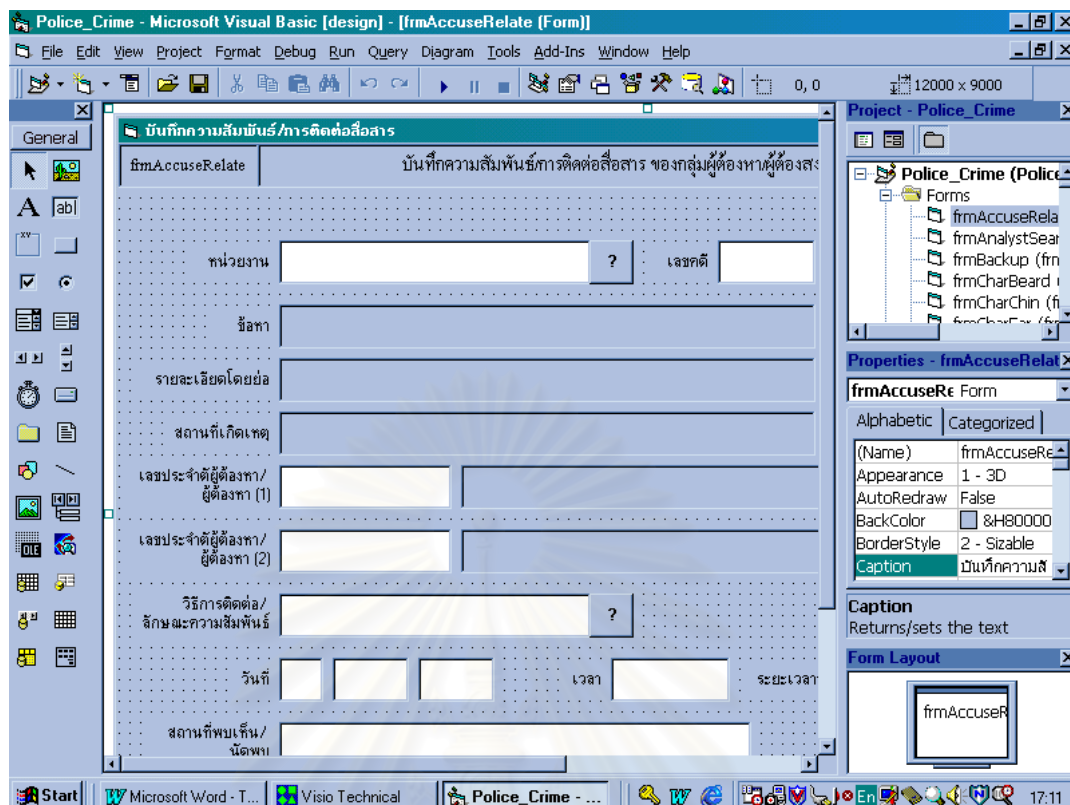 Police_Crime - Microsoft Visual Basic [design] - [frmAccuseRelate (Form)]
File Edit View Project Format Debug Run Query Diagram Tools Add-Ins Window Help
0, 0 12000 x 9000
General
A
ab|
XY
OLE
บันทึกความสัมพันธ์/การติดต่อสื่อสาร
frmAccuseRelate
บันทึกความสัมพันธ์/การติดต่อสื่อสาร ของกลุ่มผู้ต้องหา/ผู้ต้องสง
หน่วยงาน ? เลขคดี
ข้อหา
รายละเอียดโดยย่อ
สถานที่เกิดเหตุ
เลขประจำตัผู้ต้องหา/
ผู้ต้องหา (1)
เลขประจำตัผู้ต้องหา/
ผู้ต้องหา (2)
วิธีการติดต่อ/
ลักษณะความสัมพันธ์ ?
วันที่ เวลา ระยะเวลา
สถานที่พบเห็น/
นัดพบ
Project - Police_Crime
Police_Crime (Police
Forms
frmAccuseRela
frmAnalystSear
frmBackup (frn
frmCharBeard
frmCharChin (fi
frmCharEar (frm
Properties - frmAccuseRelat
frmAccuseRe Form
Alphabetic Categorized
(Name) frmAccuseRe
Appearance 1 - 3D
AutoRedraw False
BackColor &H80000
BorderStyle 2 - Sizable
Caption บันทึกความสั
Caption
Returns/sets the text
Form Layout
frmAccuseR
Start Microsoft Word - T... Visio Technical Police_Crime - ... En 17:11